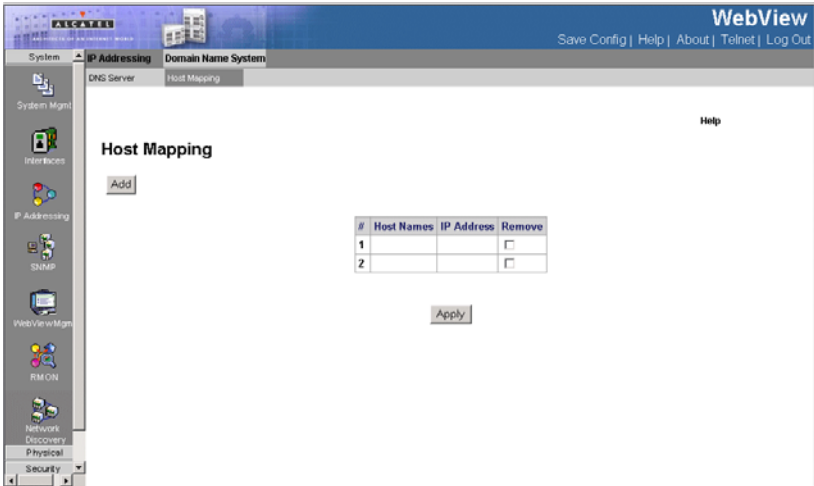 ALCATEL
WebView
Save Config | Help | About | Telnet | Log Out
System
IP Addressing
Domain Name System
DNS Server
Host Mapping
System Mgmt
Interfaces
IP Addressing
SNMP
WebViewMgm
RMON
Network
Discovery
Physical
Security
Help
Host Mapping
Add
# Host Names IP Address Remove
1
2
Apply